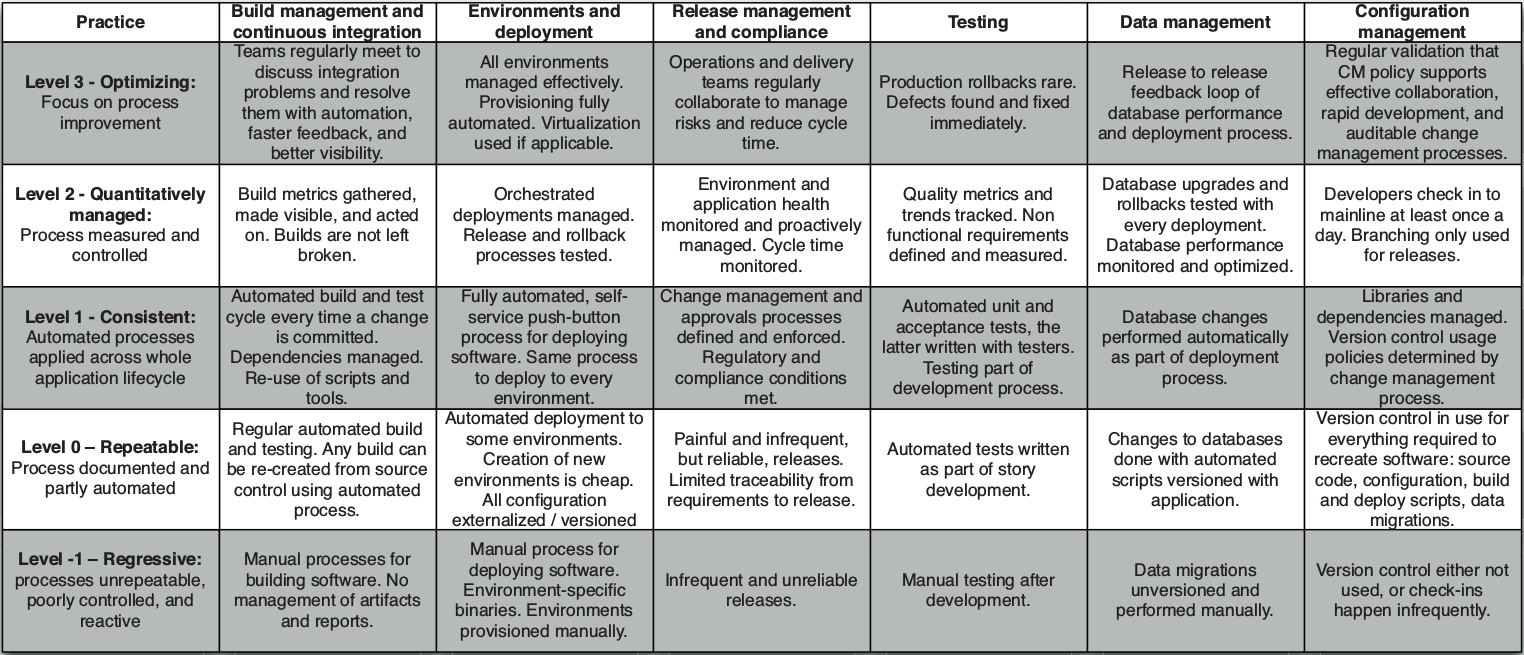 Practice
Build management and
continuous integration
Environments and
deployment
Release management
and compliance
Testing
Data management
Configuration
management
Level 3 - Optimizing:
Focus on process
improvement
Teams regularly meet to
discuss integration
problems and resolve
them with automation,
faster feedback, and
better visibility.
All environments
managed effectively.
Provisioning fully
automated. Virtualization
used if applicable.
Operations and delivery
teams regularly
collaborate to manage
risks and reduce cycle
time.
Production rollbacks rare.
Defects found and fixed
immediately.
Release to release
feedback loop of
database performance
and deployment process.
Regular validation that
CM policy supports
effective collaboration,
rapid development, and
auditable change
management processes.
Level 2 - Quantitatively
managed:
Process measured and
controlled
Build metrics gathered,
made visible, and acted
on. Builds are not left
broken.
Orchestrated
deployments managed.
Release and rollback
processes tested.
Environment and
application health
monitored and proactively
managed. Cycle time
monitored.
Quality metrics and
trends tracked. Non
functional requirements
defined and measured.
Database upgrades and
rollbacks tested with
every deployment.
Database performance
monitored and optimized.
Developers check in to
mainline at least once a
day. Branching only used
for releases.
Level 1 - Consistent:
Automated processes
applied across whole
application lifecycle
Automated build and test
cycle every time a change
is committed.
Dependencies managed.
Re-use of scripts and
tools.
Fully automated, self-
service push-button
process for deploying
software. Same process
to deploy to every
environment.
Change management and
approvals processes
defined and enforced.
Regulatory and
compliance conditions
met.
Automated unit and
acceptance tests, the
latter written with testers.
Testing part of
development process.
Database changes
performed automatically
as part of deployment
process.
Libraries and
dependencies managed.
Version control usage
policies determined by
change management
process.
Level 0 – Repeatable:
Process documented and
partly automated
Regular automated build
and testing. Any build can
be re-created from source
control using automated
process.
Automated deployment to
some environments.
Creation of new
environments is cheap.
All configuration
externalized / versioned
Painful and infrequent,
but reliable, releases.
Limited traceability from
requirements to release.
Automated tests written
as part of story
development.
Changes to databases
done with automated
scripts versioned with
application.
Version control in use for
everything required to
recreate software: source
code, configuration, build
and deploy scripts, data
migrations.
Level -1 – Regressive:
processes unrepeatable,
poorly controlled, and
reactive
Manual processes for
building software. No
management of artifacts
and reports.
Manual process for
deploying software.
Environment-specific
binaries. Environments
provisioned manually.
Infrequent and unreliable
releases.
Manual testing after
development.
Data migrations
unversioned and
performed manually.
Version control either not
used, or check-ins
happen infrequently.